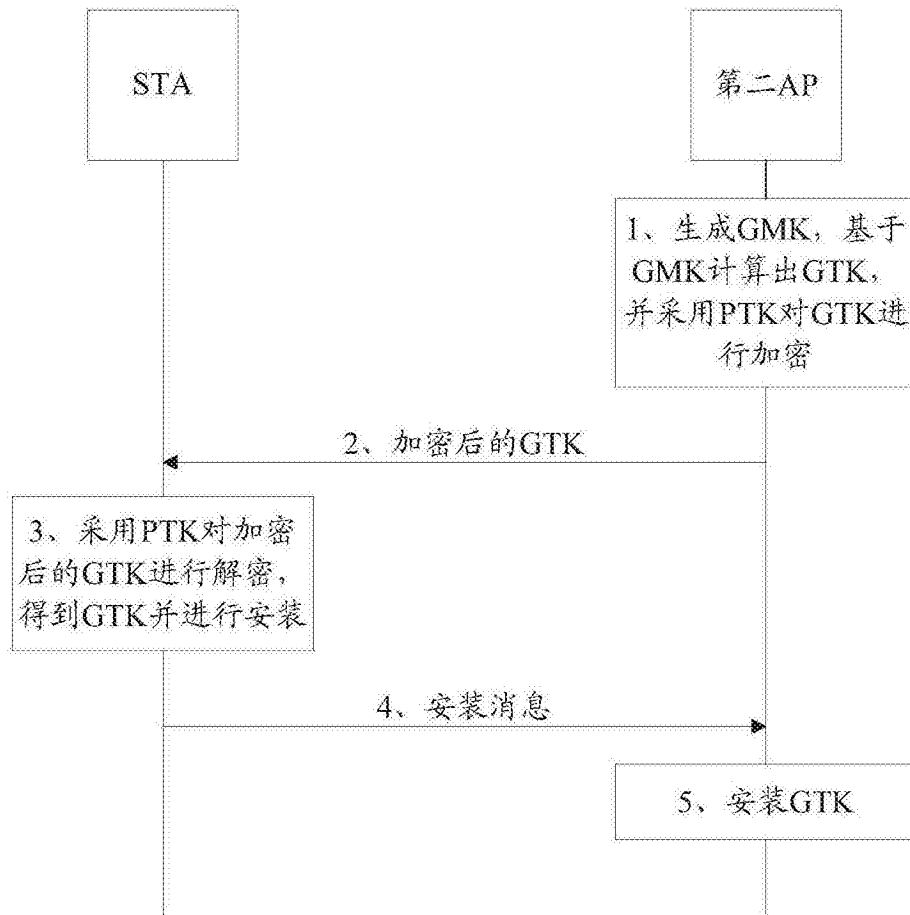 STA
第二AP
1、生成GMK，基于
GMK计算出GTK，
并采用PTK对GTK进
行加密
2、加密后的GTK
3、采用PTK对加密
后的GTK进行解密，
得到GTK并进行安装
4、安装消息
5、安装GTK